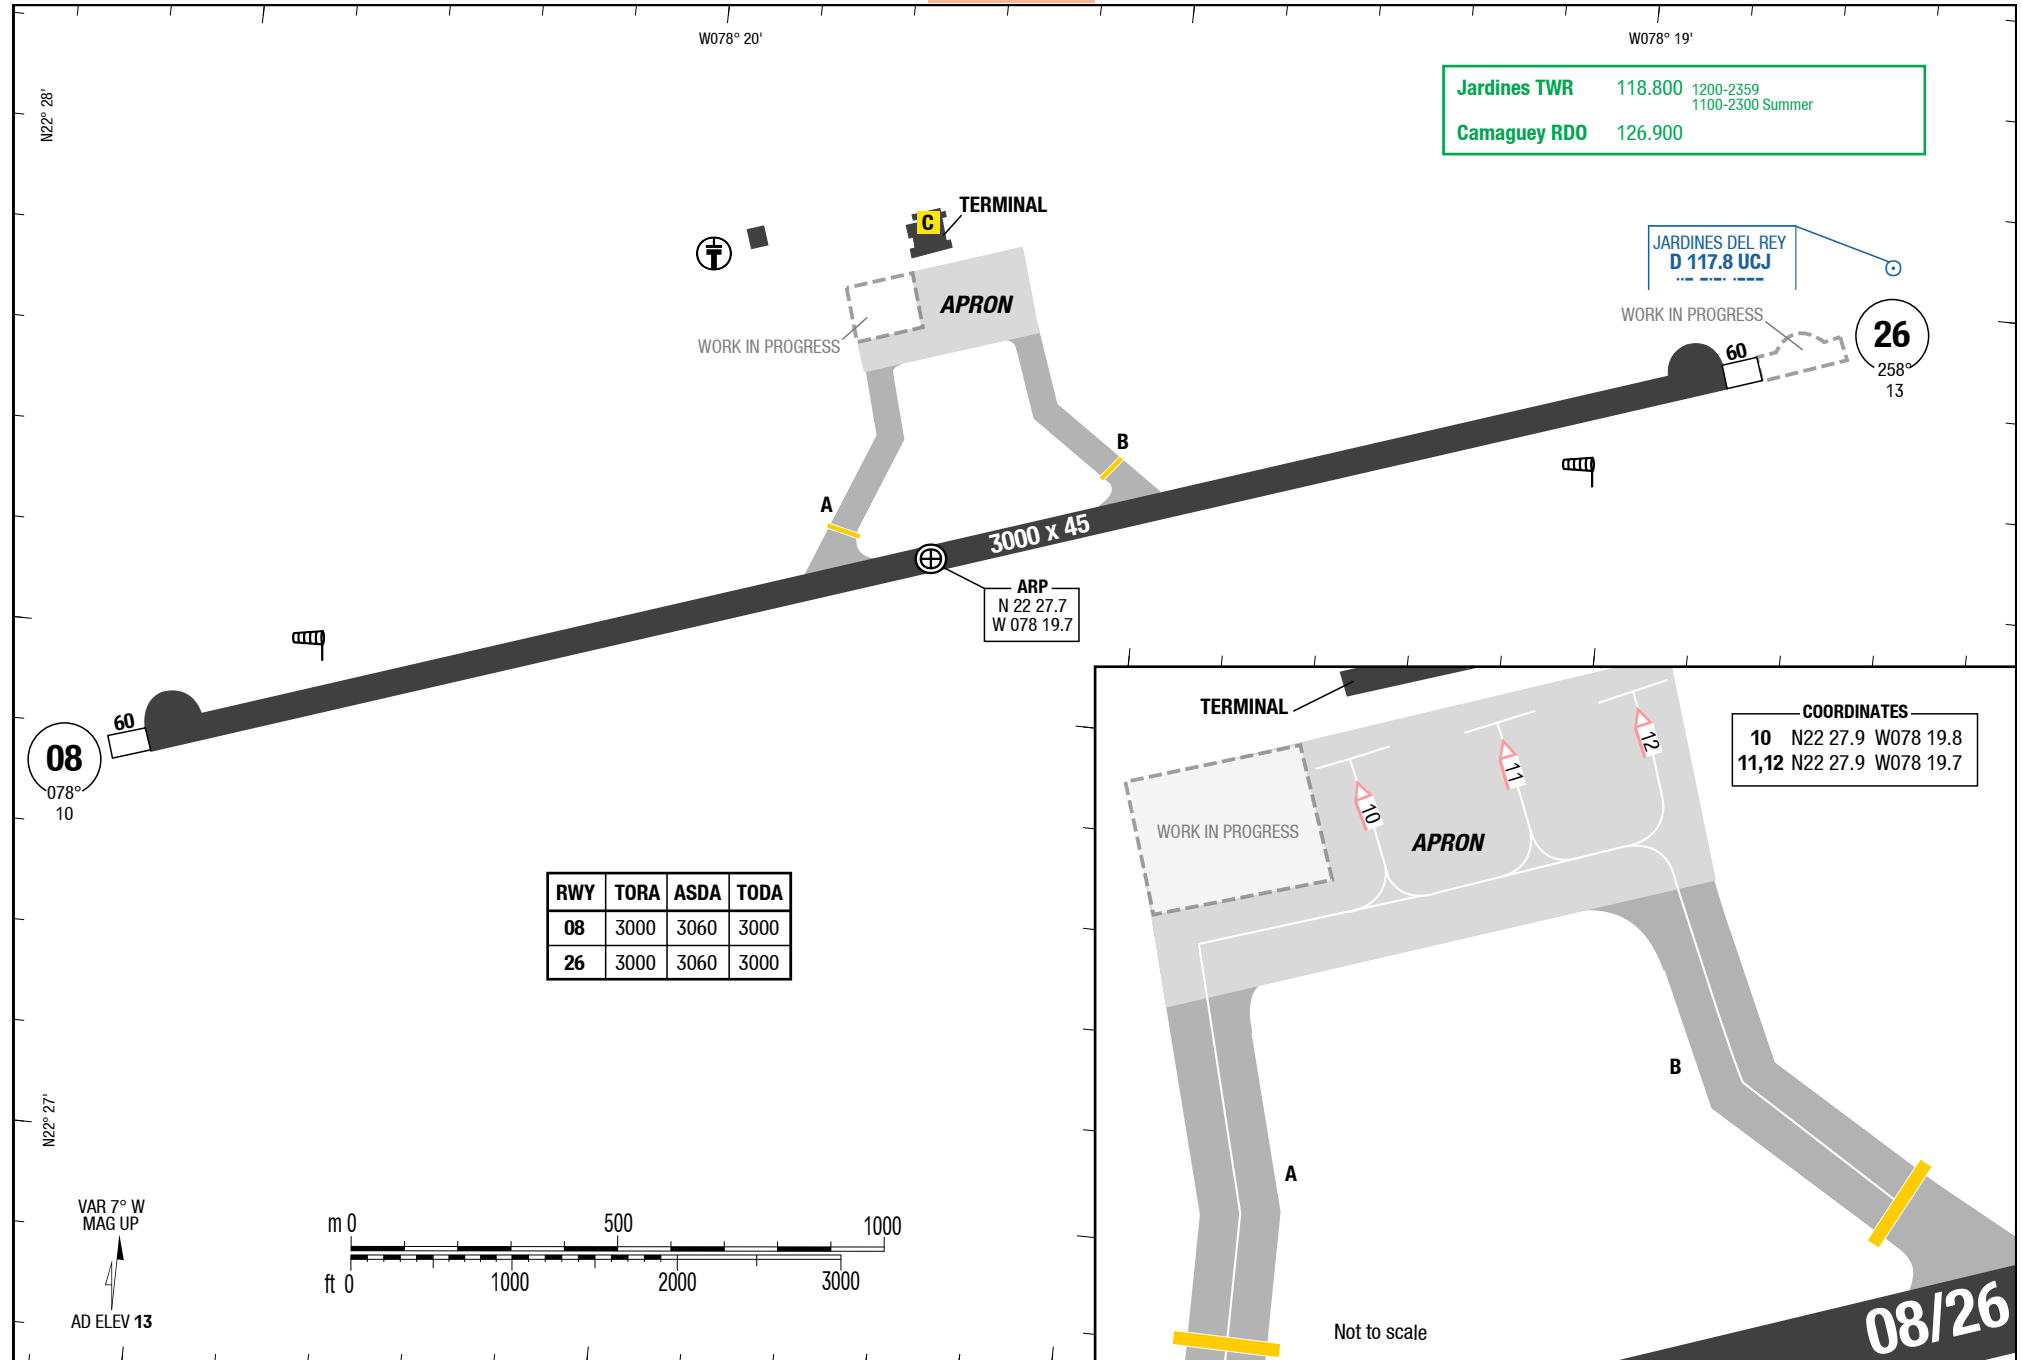 W078° 20'
W078° 19'
N22° 28'
Jardines TWR 118.800 1200-2359
1100-2300 Summer
Camaguey RDO 126.900
C
TERMINAL
JARDINES DEL REY
D 117.8 UCJ
APRON
WORK IN PROGRESS
WORK IN PROGRESS
26
258°
13
60
B
A
3000 x 45
ARP
N 22 27.7
W 078 19.7
60
08
078°
10
RWY TORA ASDA TODA
08 3000 3060 3000
26 3000 3060 3000
N22° 27'
VAR 7° W
MAG UP
AD ELEV 13
m 0 500 1000
ft 0 1000 2000 3000
TERMINAL
COORDINATES
10 N22 27.9 W078 19.8
11,12 N22 27.9 W078 19.7
12
11
10
WORK IN PROGRESS
APRON
B
A
Not to scale
08/26